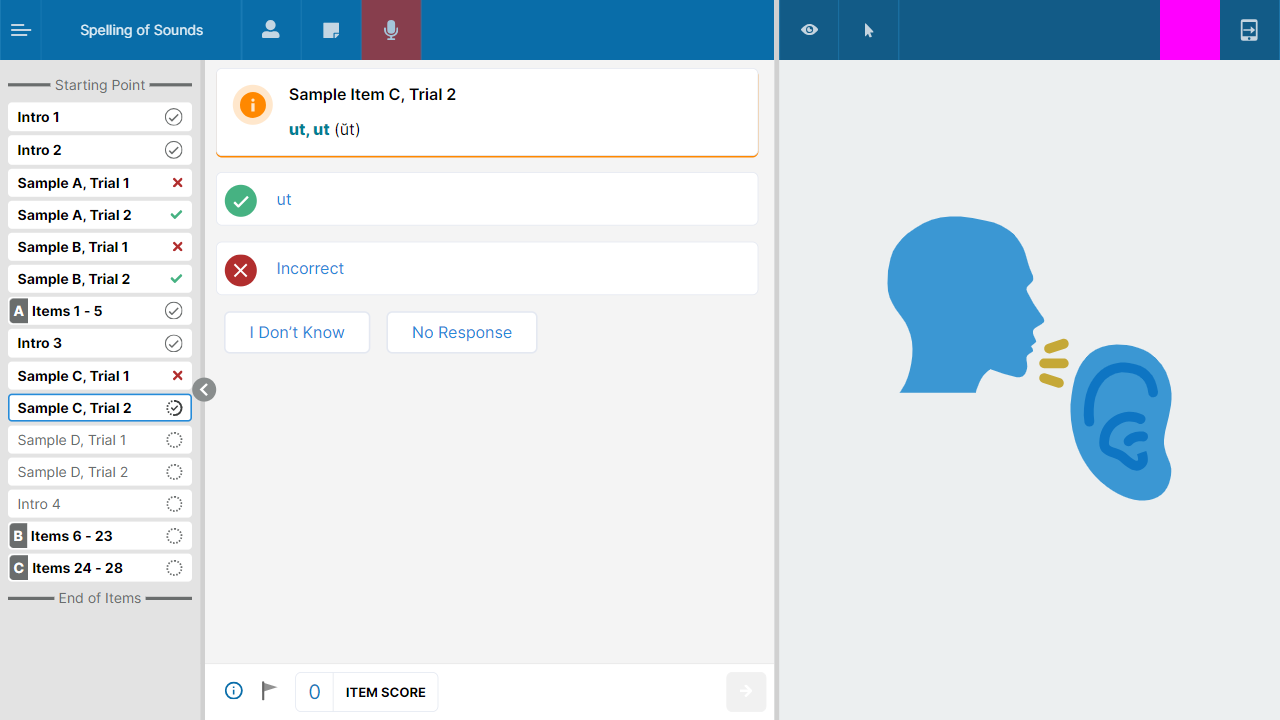 Spelling of Sounds
Starting Point
Intro 1
Intro 2
Sample A, Trial 1
Sample A, Trial 2
Sample B, Trial 1
Sample B, Trial 2
A Items 1 - 5
Intro 3
Sample C, Trial 1
Sample C, Trial 2
Sample D, Trial 1
Sample D, Trial 2
Intro 4
B Items 6 - 23
C Items 24 - 28
End of Items
Sample Item C, Trial 2
ut, ut (ŭt)
ut
Incorrect
I Don’t Know
No Response
0 ITEM SCORE